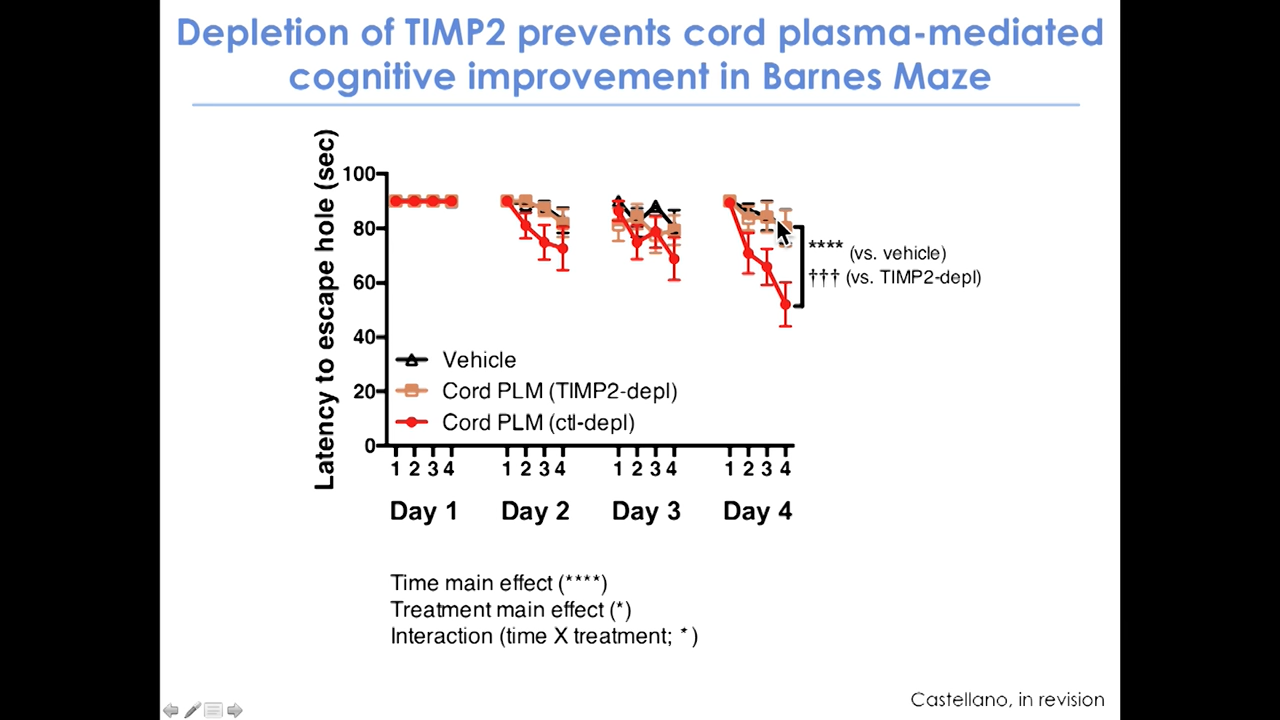 Depletion of TIMP2 prevents cord plasma-mediated
cognitive improvement in Barnes Maze
Latency to escape hole (sec)
100
80
60
40
20
0
**** (vs. vehicle)
††† (vs. TIMP2-depl)
Vehicle
Cord PLM (TIMP2-depl)
Cord PLM (ctl-depl)
1 2 3 4 1 2 3 4 1 2 3 4 1 2 3 4
Day 1 Day 2 Day 3 Day 4
Time main effect (****)
Treatment main effect (*)
Interaction (time X treatment; *)
Castellano, in revision